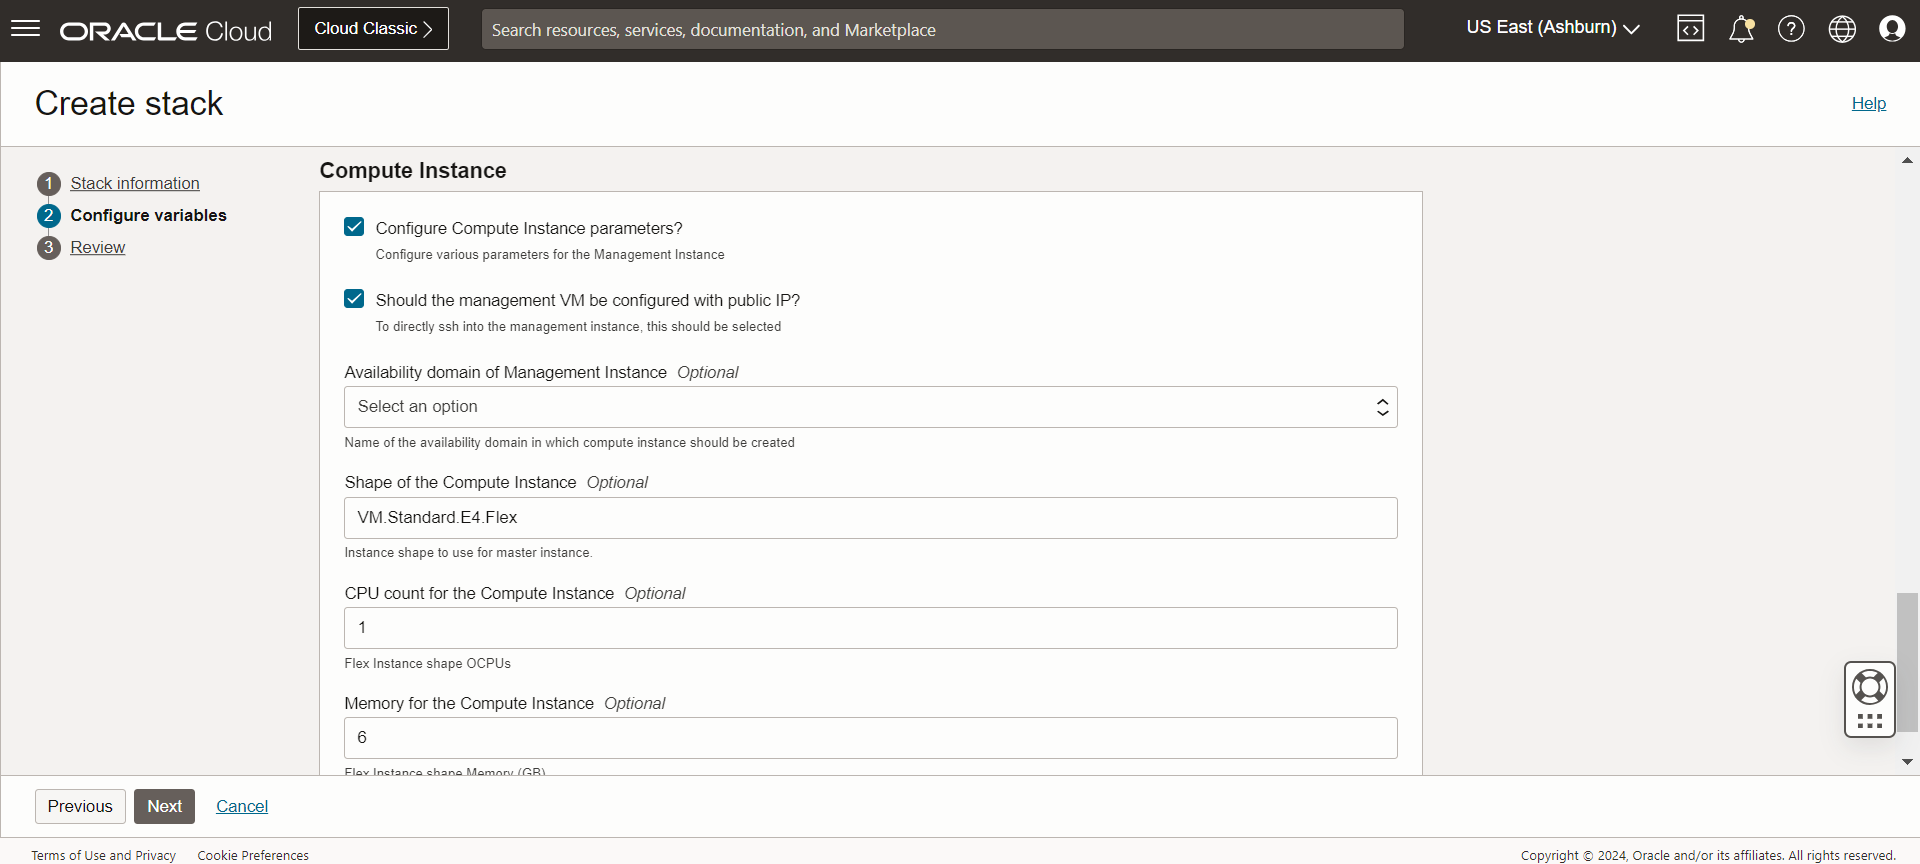 ORACLE Cloud
Cloud Classic
Search resources, services, documentation, and Marketplace
US East (Ashburn)
Create stack
Help
1 Stack information
2 Configure variables
3 Review
Compute Instance
Configure Compute Instance parameters?
Configure various parameters for the Management Instance
Should the management VM be configured with public IP?
To directly ssh into the management instance, this should be selected
Availability domain of Management Instance Optional
Select an option
Name of the availability domain in which compute instance should be created
Shape of the Compute Instance Optional
VM.Standard.E4.Flex
Instance shape to use for master instance.
CPU count for the Compute Instance Optional
1
Flex Instance shape OCPUs
Memory for the Compute Instance Optional
6
Flex Instance shape Memory (GB)
Previous
Next
Cancel
Terms of Use and Privacy
Cookie Preferences
Copyright © 2024, Oracle and/or its affiliates. All rights reserved.